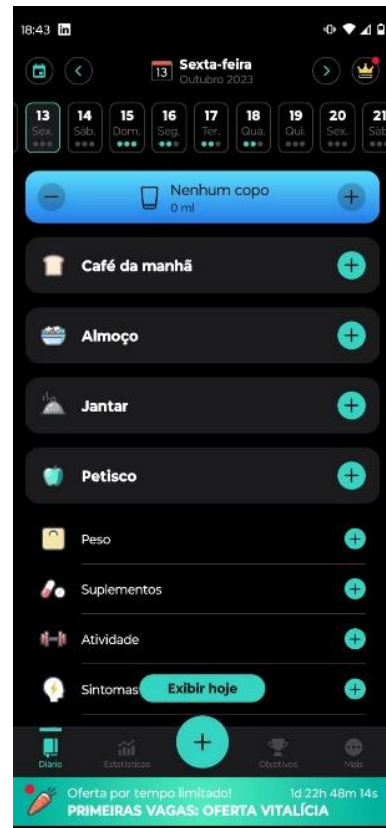 18:43 in
13 Sexta-feira
Outubro 2023
13 14 15 16 17 18 19 20 21
Sex. Sáb. Dom. Seg. Ter. Qua. Qui. Sex. Sáb
Nenhum copo
0 ml
Café da manhã
Almoço
Jantar
Petisco
Peso
Suplementos
Atividade
Sintomas
Exibir hoje
Diário Estatísticas Objetivos Mais
Oferta por tempo limitado! 1d 22h 48m 14s
PRIMEIRAS VAGAS: OFERTA VITALÍCIA